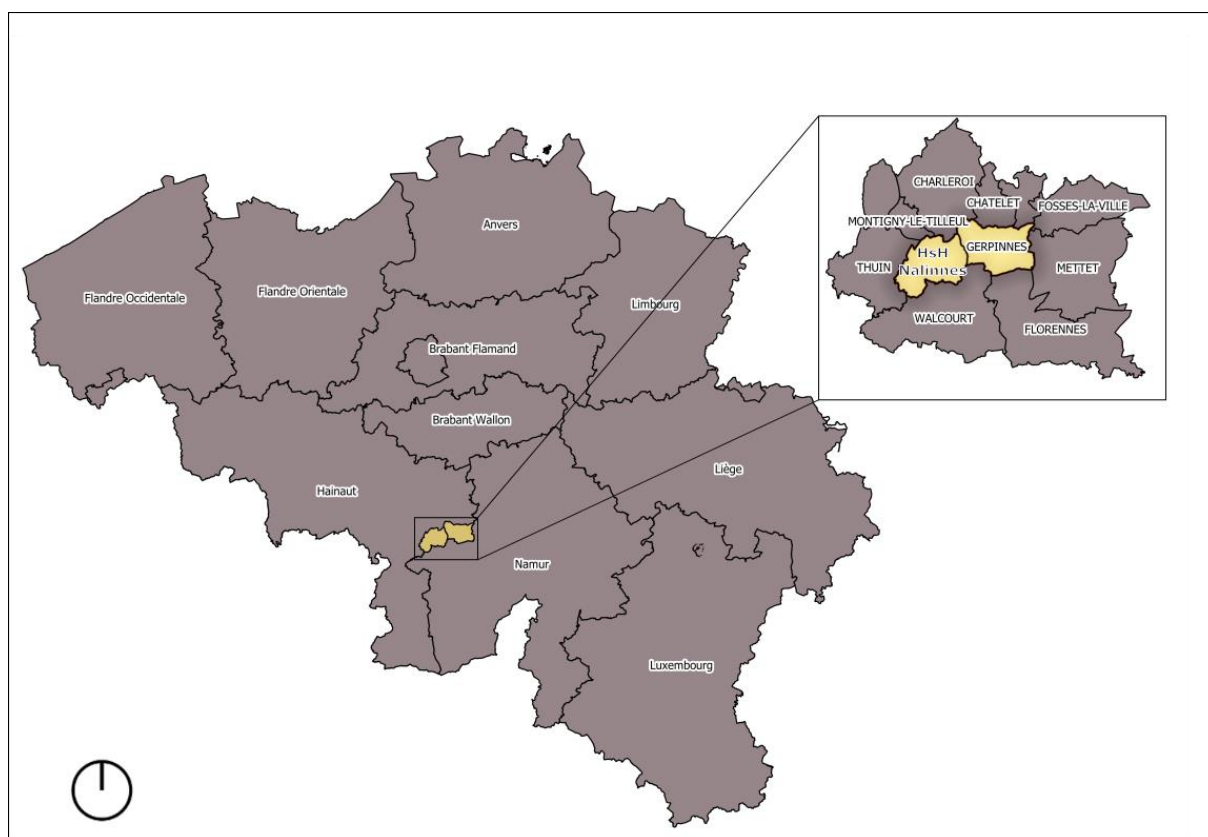 Anvers
Flandre Occidentale
Flandre Orientale
Limbourg
Brabant Flamand
Brabant Wallon
Liège
Hainaut
Namur
Luxembourg
CHARLEROI
CHATELET
FOSSES-LA-VILLE
MONTIGNY-LE-TILLEUL
GERPINNES
HsH
Nalinnes
THUIN
METTET
WALCOURT
FLORENNES